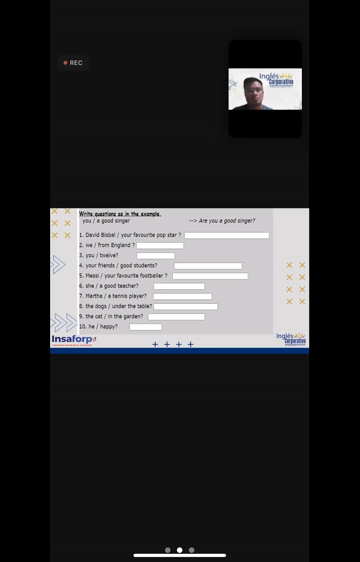 REC
Inglés
Corporativo
Write questions as in the example.
you / a good singer --> Are you a good singer?
1. David Bisbal / your favourite pop star ?
2. we / from England ?
3. you / twelve?
4. your friends / good students?
5. Messi / your favourite footballer ?
6. she / a good teacher?
7. Martha / a tennis player?
8. the dogs / under the table?
9. the cat / in the garden?
10. he / happy?
Insaforp
Inglés
Corporativo